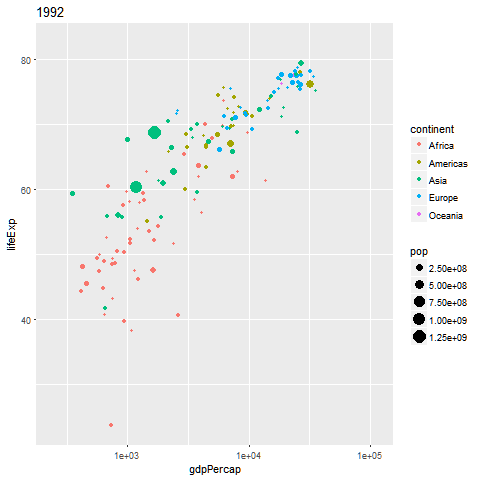 1992
80
60
40
lifeExp
1e+03 1e+04 1e+05
gdpPercap
continent
Africa
Americas
Asia
Europe
Oceania
pop
2.50e+08
5.00e+08
7.50e+08
1.00e+09
1.25e+09